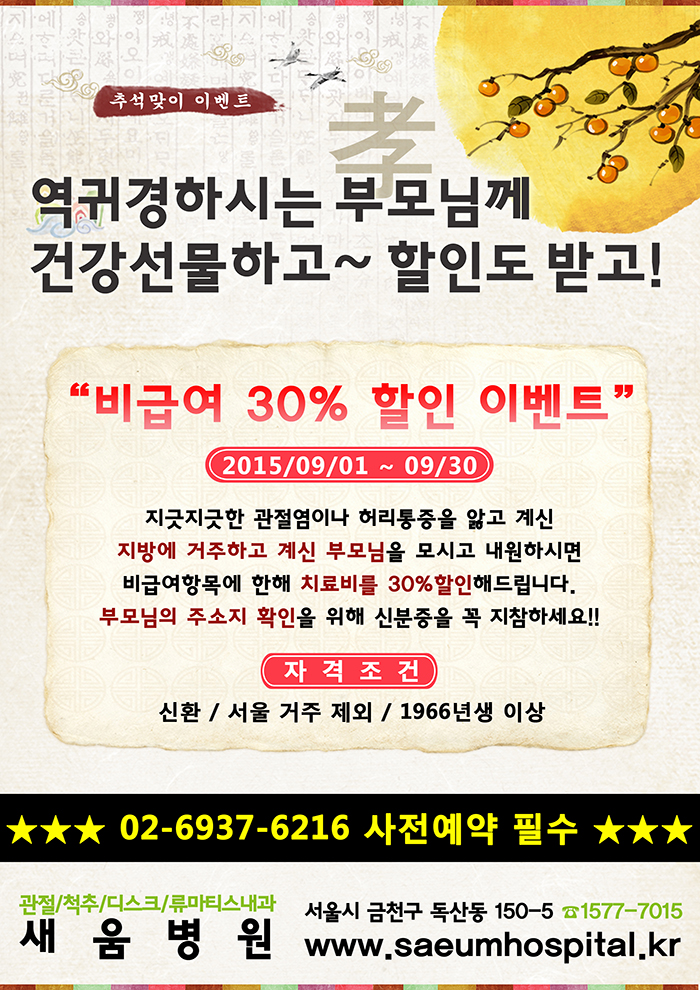 추석맞이 이벤트
孝
역귀경하시는 부모님께
건강선물하고~ 할인도 받고!
“비급여 30% 할인 이벤트”
2015/09/01 ~ 09/30
지긋지긋한 관절염이나 허리통증을 앓고 계신
지방에 거주하고 계신 부모님을 모시고 내원하시면
비급여항목에 한해 치료비를 30%할인해드립니다.
부모님의 주소지 확인을 위해 신분증을 꼭 지참하세요!!
자격조건
신환 / 서울 거주 제외 / 1966년생 이상
★★★ 02-6937-6216 사전예약 필수 ★★★
관절/척추/디스크/류마티스내과
새움병원
서울시 금천구 독산동 150-5 ☎1577-7015
www.saeumhospital.kr